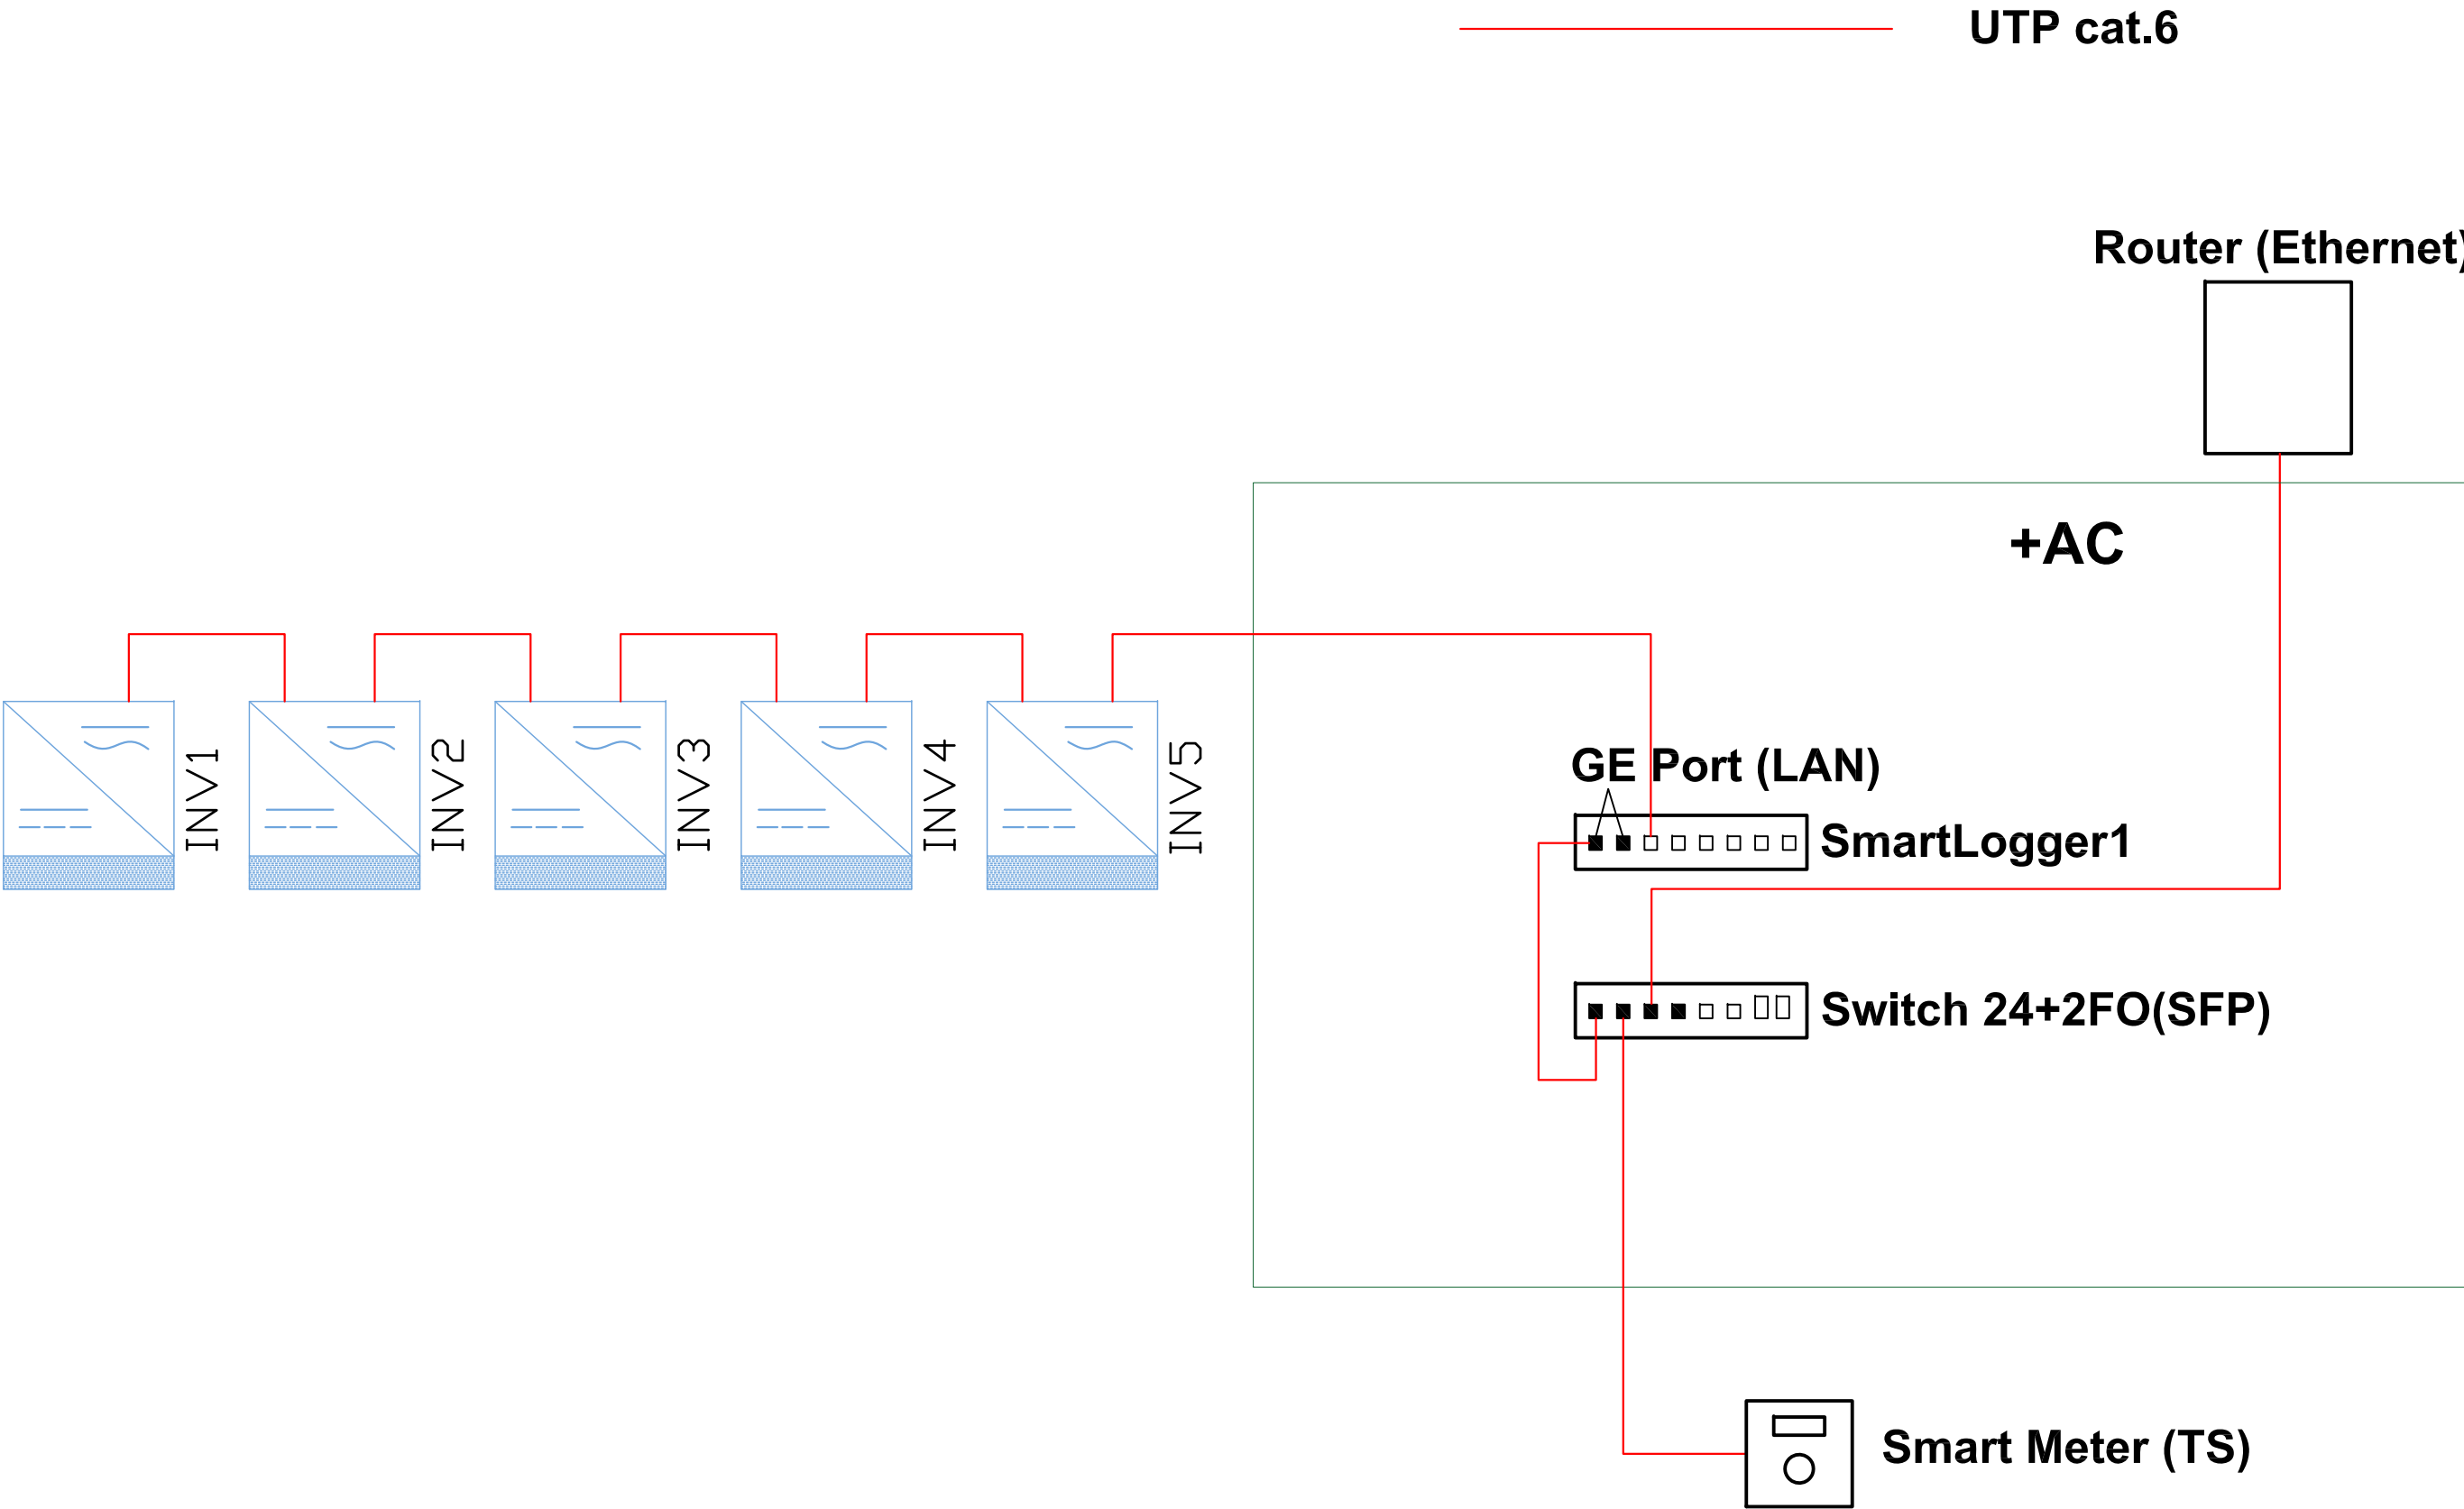 UTP cat.6
Router (Ethernet)
+AC
INV1
INV2
INV3
INV4
INV5
GE Port (LAN)
SmartLogger1
Switch 24+2FO(SFP)
Smart Meter (TS)